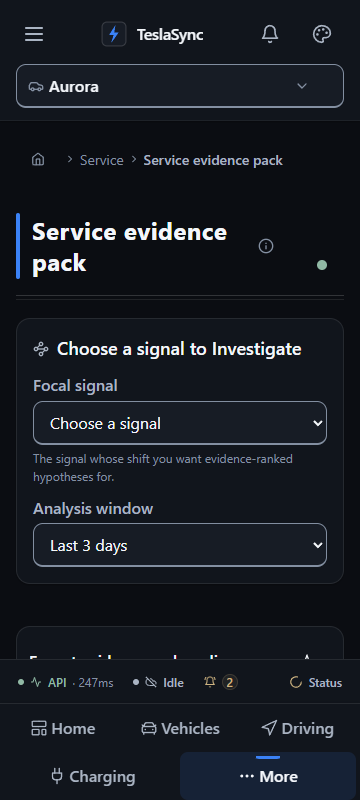 TeslaSync
Aurora
Service
Service evidence pack
Service evidence
pack
Choose a signal to Investigate
Focal signal
Choose a signal
The signal whose shift you want evidence-ranked
hypotheses for.
Analysis window
Last 3 days
API · 247ms
Idle
2
Status
Home
Vehicles
Driving
Charging
More